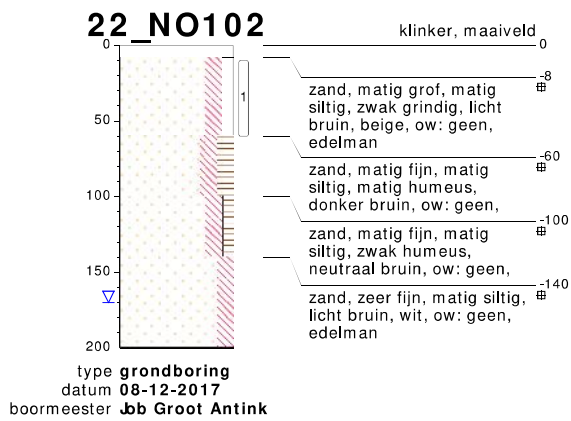 22_NO102
klinker, maaiveld
0
0
-8
zand, matig grof, matig
siltig, zwak grindig, licht
bruin, beige, ow: geen,
edelman
1
50
-60
zand, matig fijn, matig
siltig, matig humeus,
donker bruin, ow: geen,
100
-100
zand, matig fijn, matig
siltig, zwak humeus,
neutraal bruin, ow: geen,
150
-140
zand, zeer fijn, matig siltig,
licht bruin, wit, ow: geen,
edelman
200
type grondboring
datum 08-12-2017
boormeester Job Groot Antink